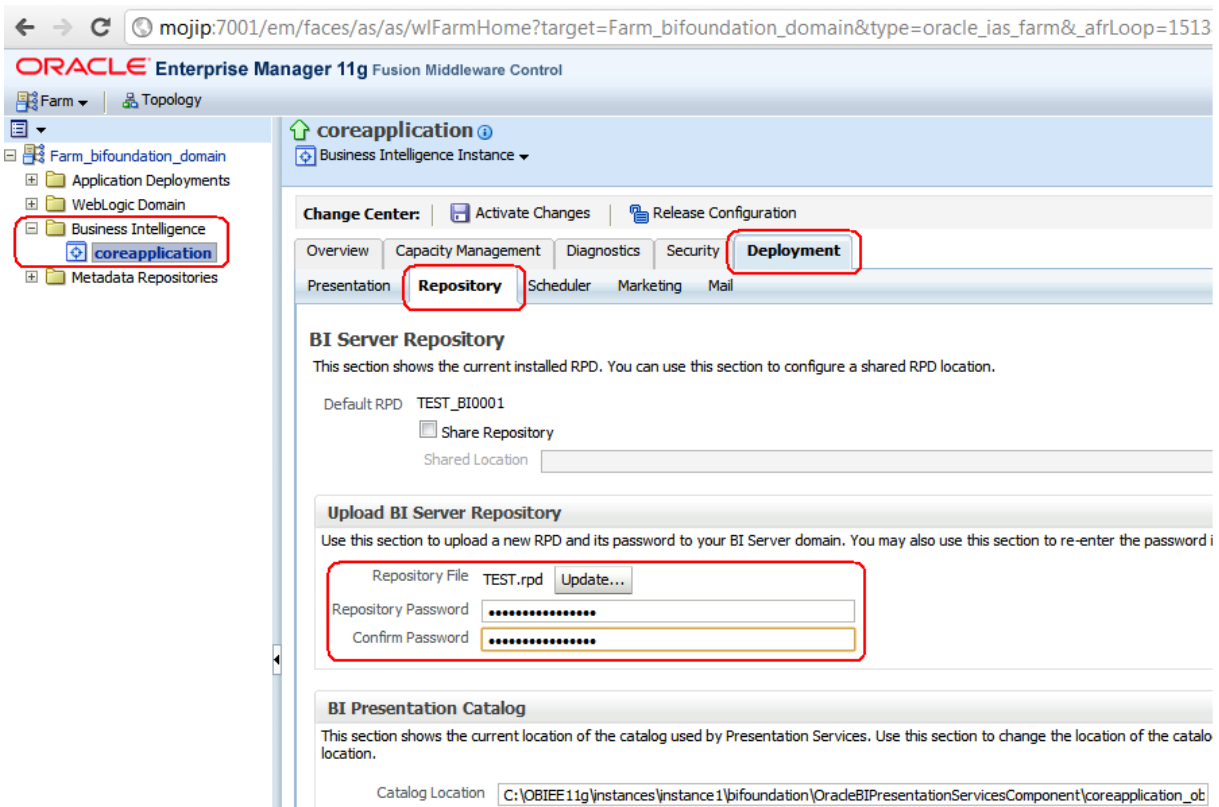 mojip:7001/em/faces/as/as/wlFarmHome?target=Farm_bifoundation_domain&type=oracle_ias_farm&_afrLoop=1513
ORACLE Enterprise Manager 11g Fusion Middleware Control
Farm Topology
coreapplication
Business Intelligence Instance
Farm_bifoundation_domain
Application Deployments
WebLogic Domain
Business Intelligence
coreapplication
Metadata Repositories
Change Center: Activate Changes Release Configuration
Overview Capacity Management Diagnostics Security Deployment
Presentation Repository Scheduler Marketing Mail
BI Server Repository
This section shows the current installed RPD. You can use this section to configure a shared RPD location.
Default RPD TEST_BI0001
Share Repository
Shared Location
Upload BI Server Repository
Use this section to upload a new RPD and its password to your BI Server domain. You may also use this section to re-enter the password i
Repository File TEST.rpd Update...
Repository Password ••••••••••••••••
Confirm Password ••••••••••••••••
BI Presentation Catalog
This section shows the current location of the catalog used by Presentation Services. Use this section to change the location of the catalo
location.
Catalog Location C:\OBIEE11g\instances\instance1\bifoundation\OracleBIPresentationServicesComponent\coreapplication_ob